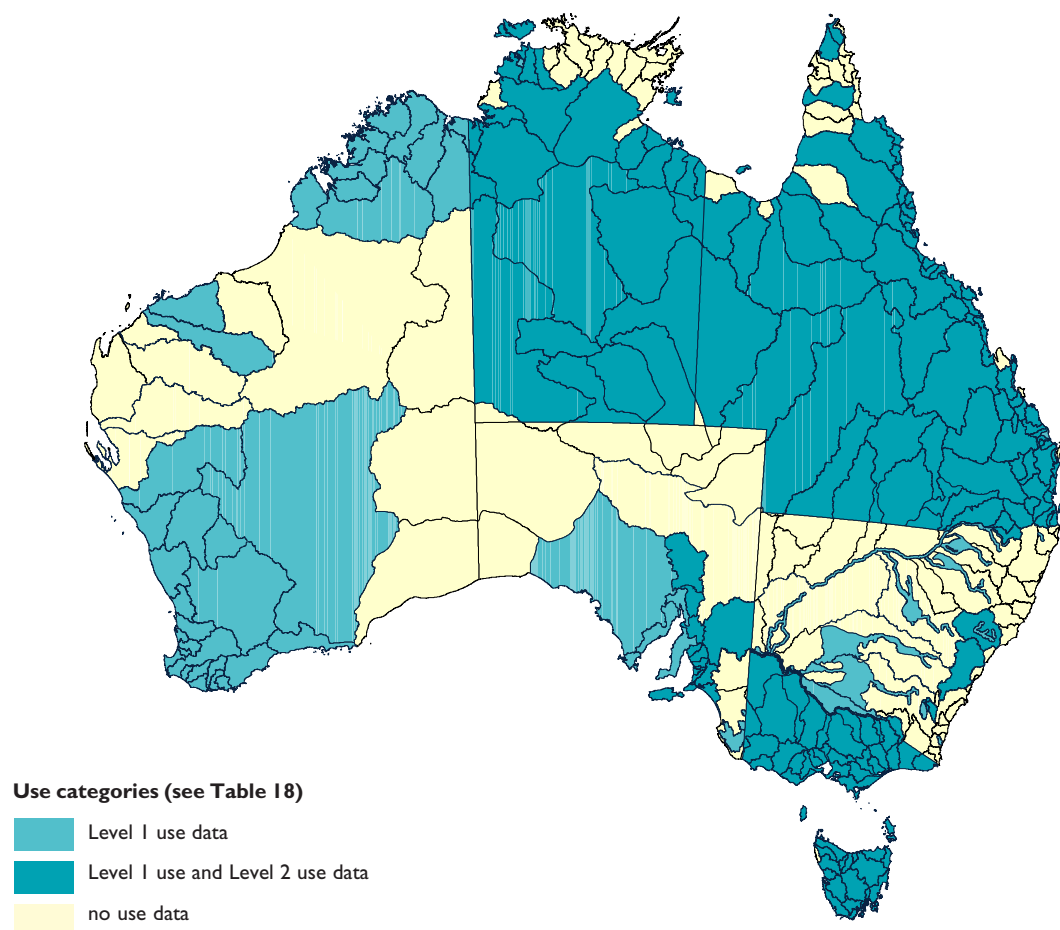 Use categories (see Table 18)
Level 1 use data
Level 1 use and Level 2 use data
no use data